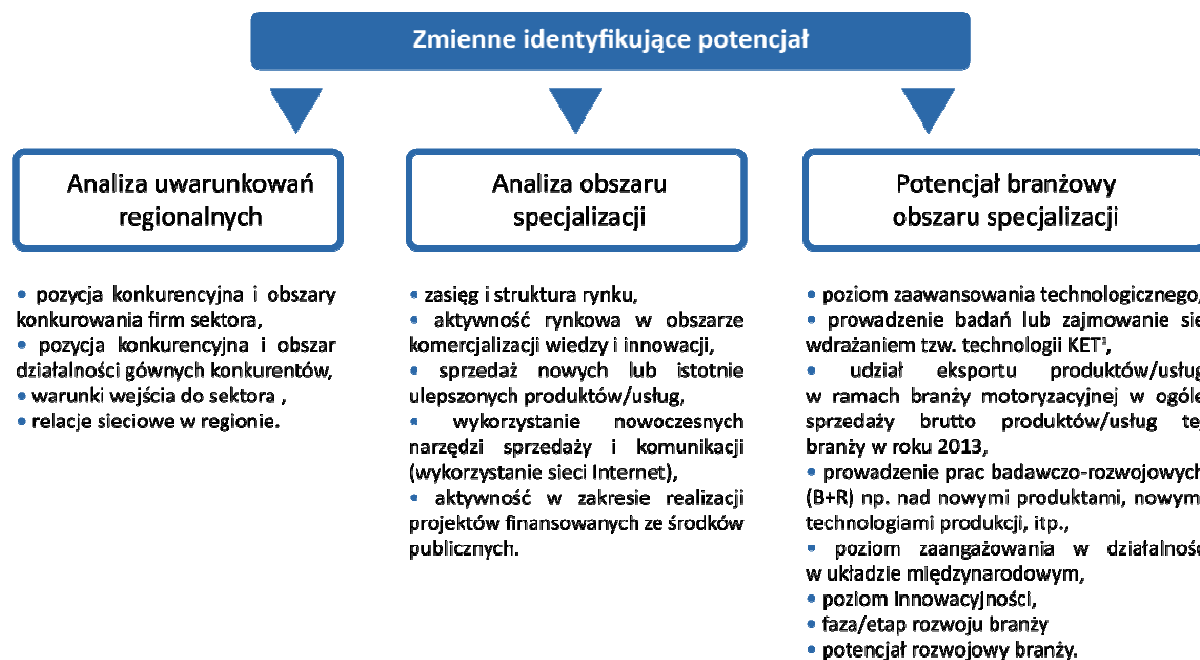 Zmienne identyfikujące potencjał
Analiza uwarunkowań
regionalnych
• pozycja konkurencyjna i obszary
konkurowania firm sektora,
• pozycja konkurencyjna i obszar
działalności gównych konkurentów,
• warunki wejścia do sektora ,
• relacje sieciowe w regionie.
Analiza obszaru
specjalizacji
• zasięg i struktura rynku,
• aktywność rynkowa w obszarze
komercjalizacji wiedzy i innowacji,
• sprzedaż nowych lub istotnie
ulepszonych produktów/usług,
• wykorzystanie nowoczesnych
narzędzi sprzedaży i komunikacji
(wykorzystanie sieci Internet),
• aktywność w zakresie realizacji
projektów finansowanych ze środków
publicznych.
Potencjał branżowy
obszaru specjalizacji
• poziom zaawansowania technologicznego,
• prowadzenie badań lub zajmowanie się
wdrażaniem tzw. technologii KET¹,
• udział eksportu produktów/usług
w ramach branży motoryzacyjnej w ogóle
sprzedaży brutto produktów/usług tej
branży w roku 2013,
• prowadzenie prac badawczo-rozwojowych
(B+R) np. nad nowymi produktami, nowym
technologiami produkcji, itp.,
• poziom zaangażowania w działalnoś
w układzie międzynarodowym,
• poziom innowacyjności,
• faza/etap rozwoju branży
• potencjał rozwojowy branży.